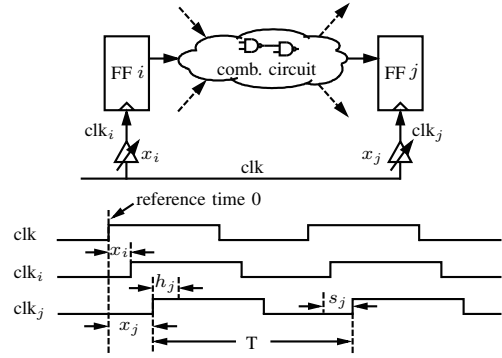 FF i
comb. circuit
FF j
clk_i
x_i
clk
x_j
clk_j
reference time 0
clk
x_i
clk_i
h_j
s_j
clk_j
x_j
T